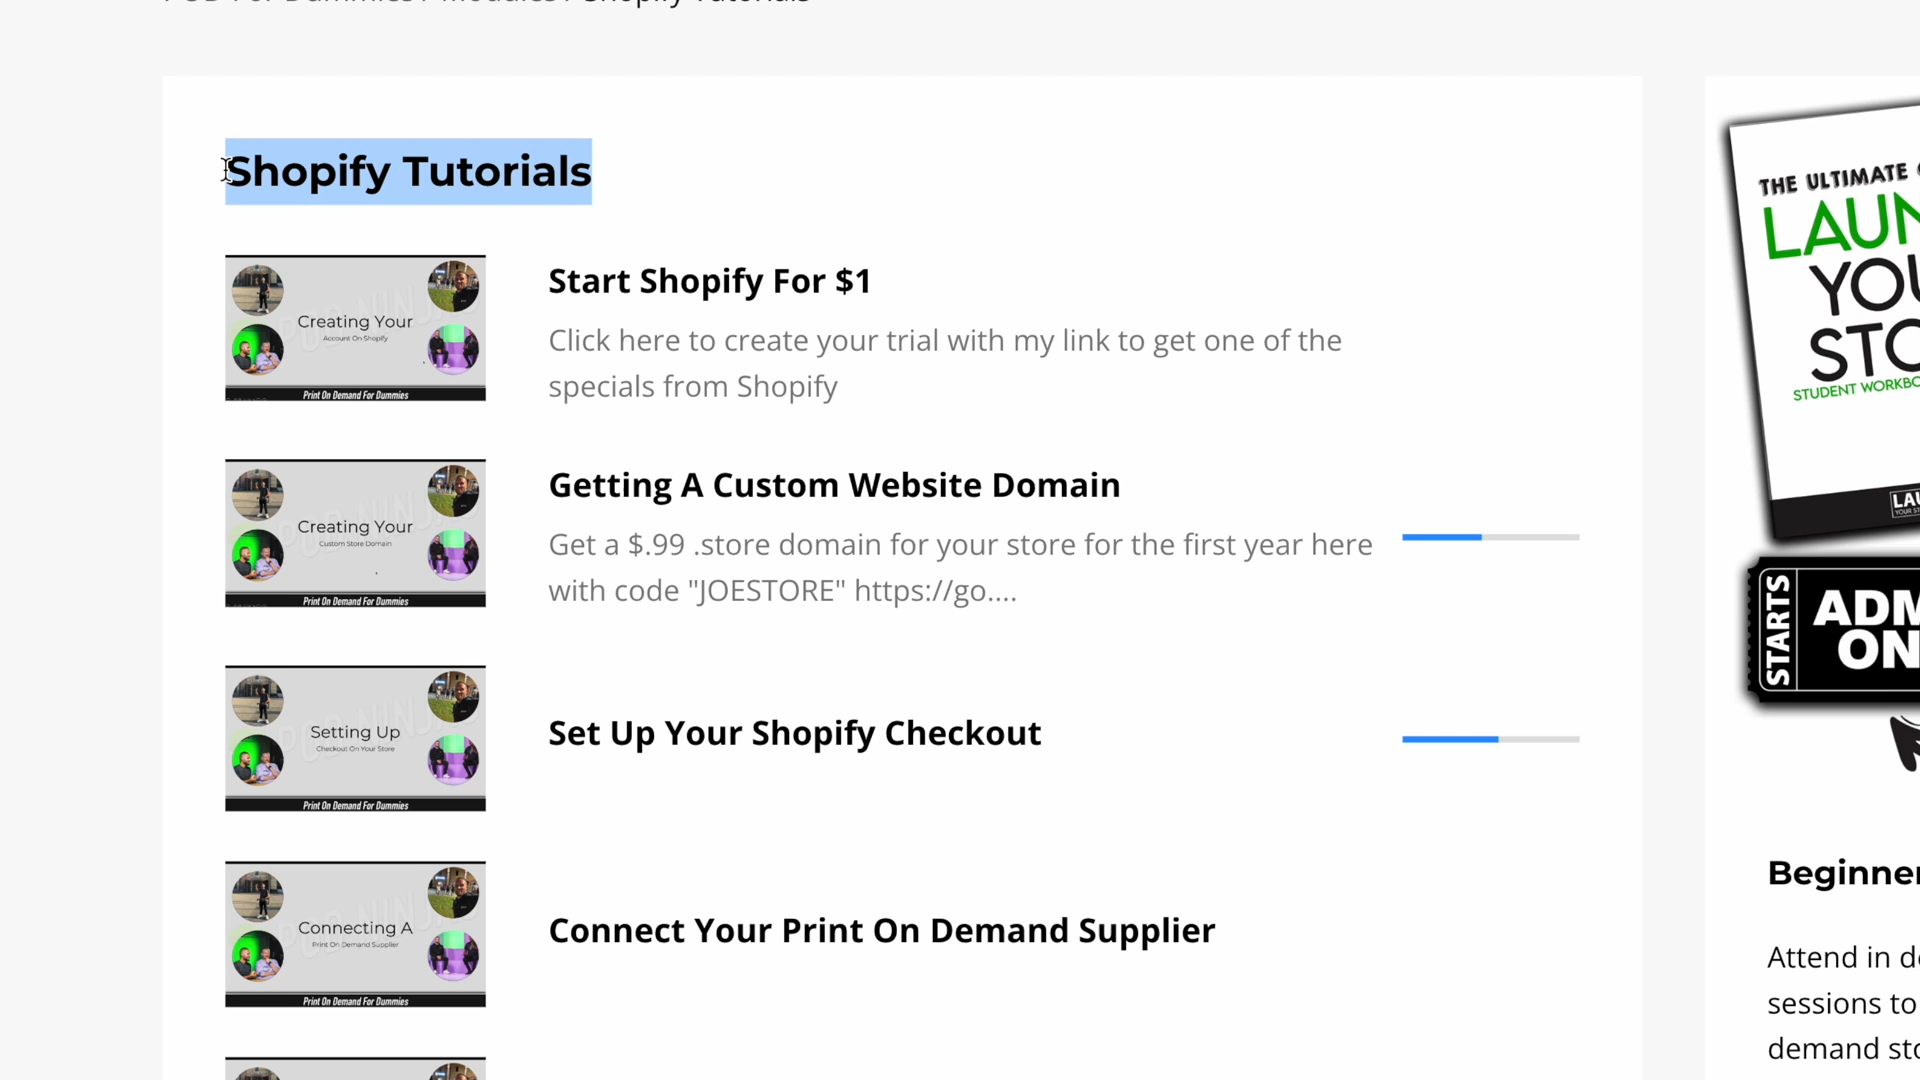 Shopify Tutorials
Shopify Tutorials
Creating Your
Account On Shopify
Print On Demand For Dummies
Start Shopify For $1
Click here to create your trial with my link to get one of the
specials from Shopify
Creating Your
Custom Store Domain
Print On Demand For Dummies
Getting A Custom Website Domain
Get a $.99 .store domain for your store for the first year here
with code "JOESTORE" https://go....
Setting Up
Checkout On Your Store
Print On Demand For Dummies
Set Up Your Shopify Checkout
Connecting A
Print On Demand Supplier
Print On Demand For Dummies
Connect Your Print On Demand Supplier
THE ULTIMATE
LAUN
YOU
STO
STUDENT WORKBO
LAU
STARTS
ADM
ON
Beginner
Attend in d
sessions to
demand sto